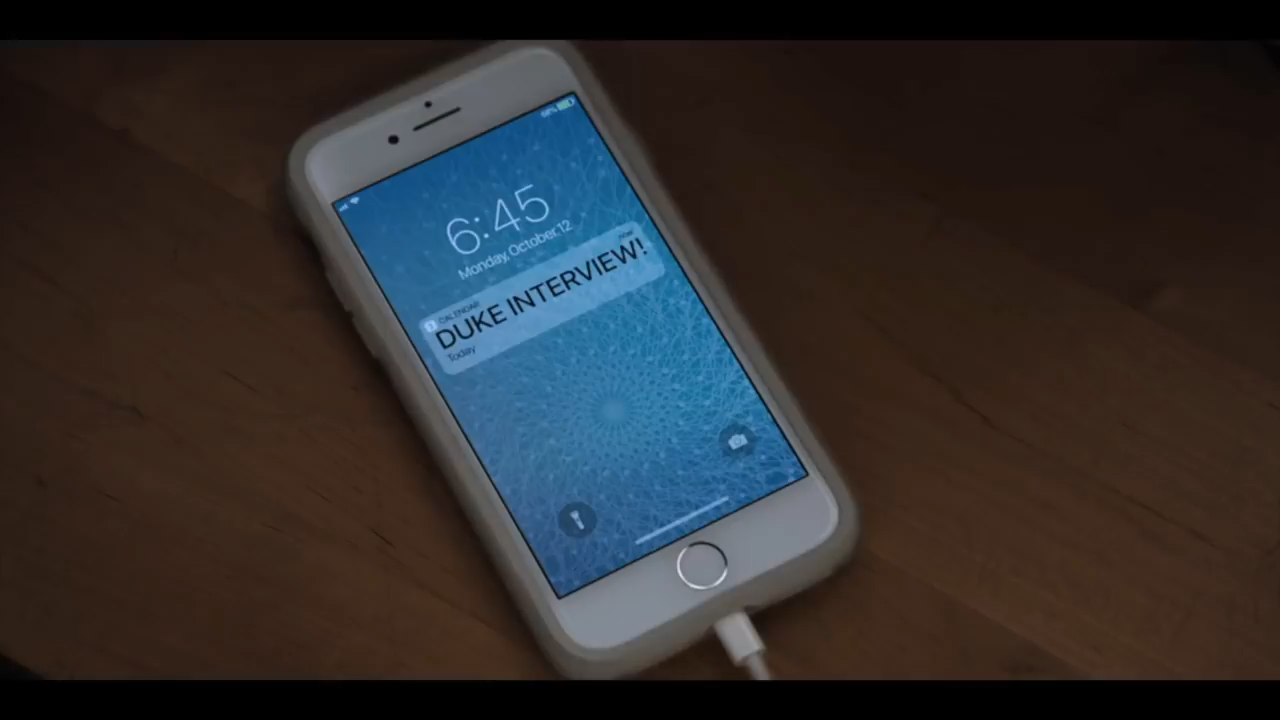 6:45
Monday, October 12
CALENDAR
now
DUKE INTERVIEW!
Today